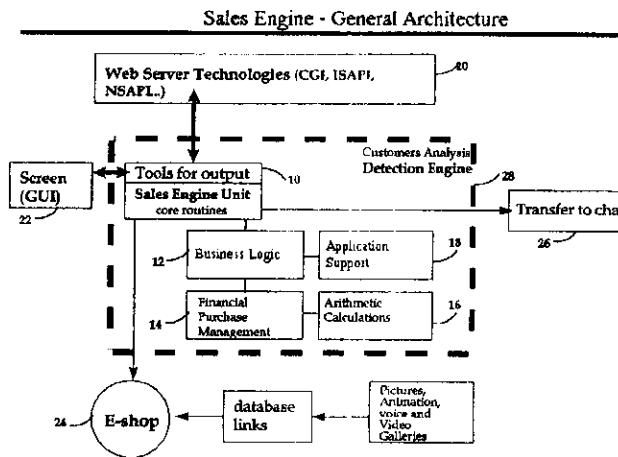 Sales Engine - General Architecture
Web Server Technologies (CGI, ISAPI,
NSAPI..)
20
Customers Analysis
Detection Engine
Tools for output
10
28
Screen
(GUI)
22
Sales Engine Unit
core routines
Transfer to cha
26
12
Business Logic
Application
Support
18
14
Financial
Purchase
Management
Arithmetic
Calculations
16
24
E-shop
database
links
Pictures,
Animation,
voice and
Video
Galleries